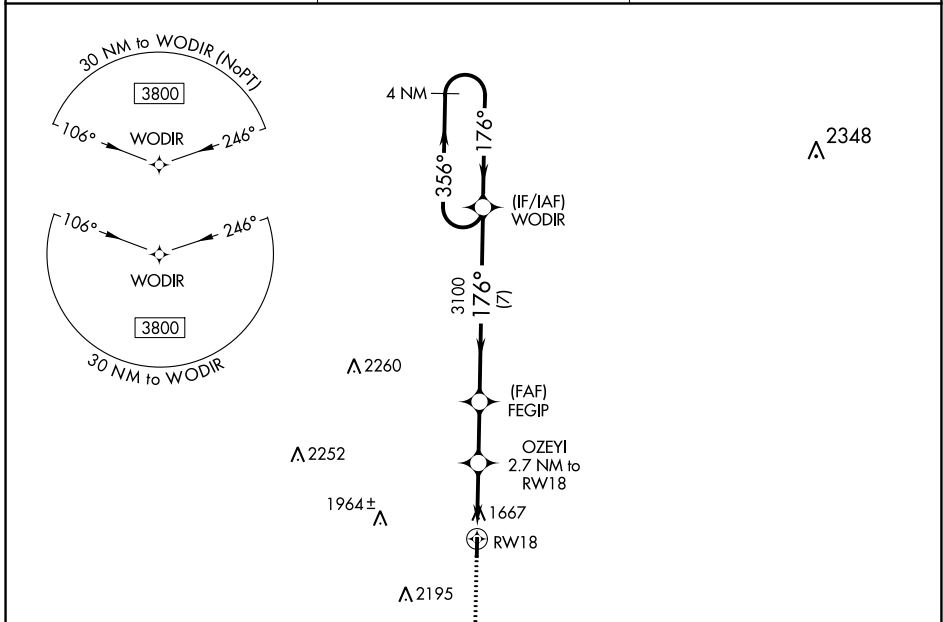 30 NM to WODIR (NoPT)
3800
106°
246°
WODIR
106°
246°
WODIR
3800
30 NM to WODIR
4 NM
176°
356°
(IF/IAF)
WODIR
2348
3100
176°
(7)
2260
(FAF)
FEGIP
2252
OZEYI
2.7 NM to
RW18
1964±
1667
RW18
2195